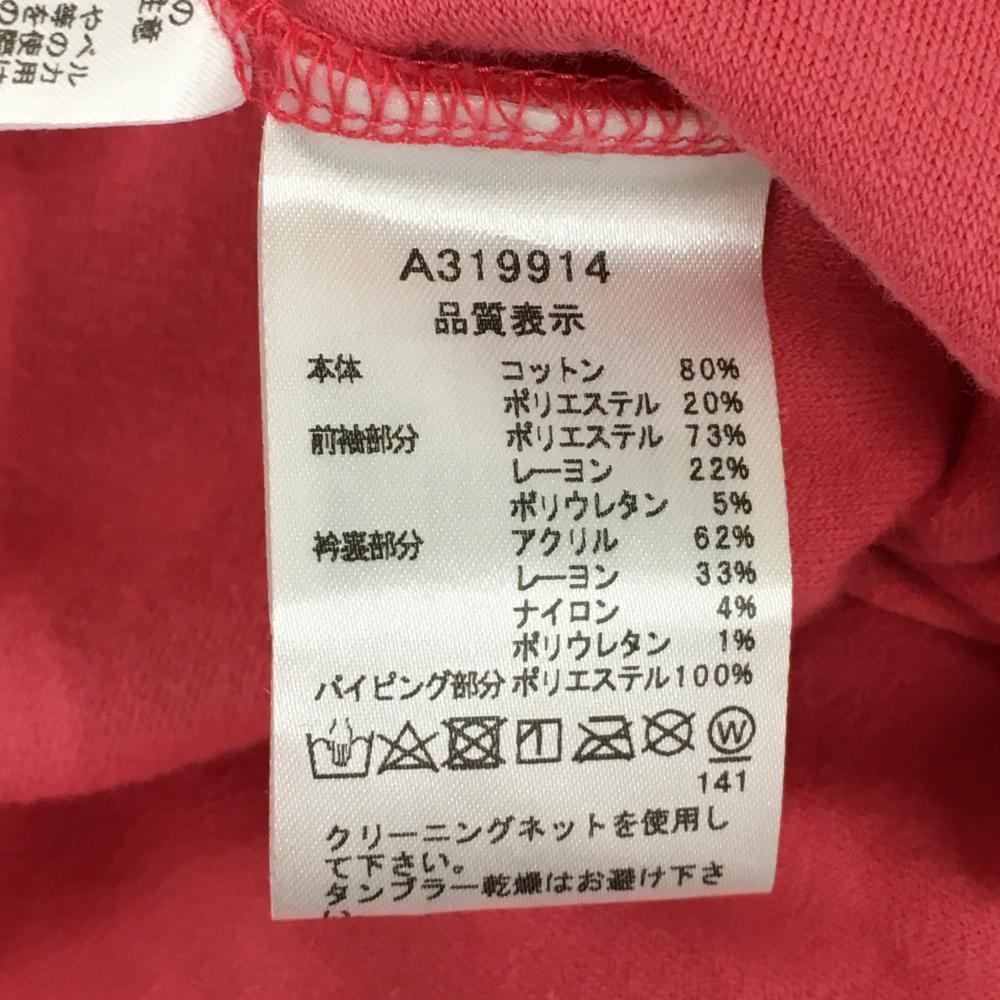 A319914
品質表示
本体 コットン 80%
ポリエステル 20%
前袖部分 ポリエステル 73%
レーヨン 22%
ポリウレタン 5%
衿裏部分 アクリル 62%
レーヨン 33%
ナイロン 4%
ポリウレタン 1%
パイピング部分 ポリエステル 100%
W
141
クリーニングネットを使用し
て下さい。
タンブラー乾燥はお避け下さ
い